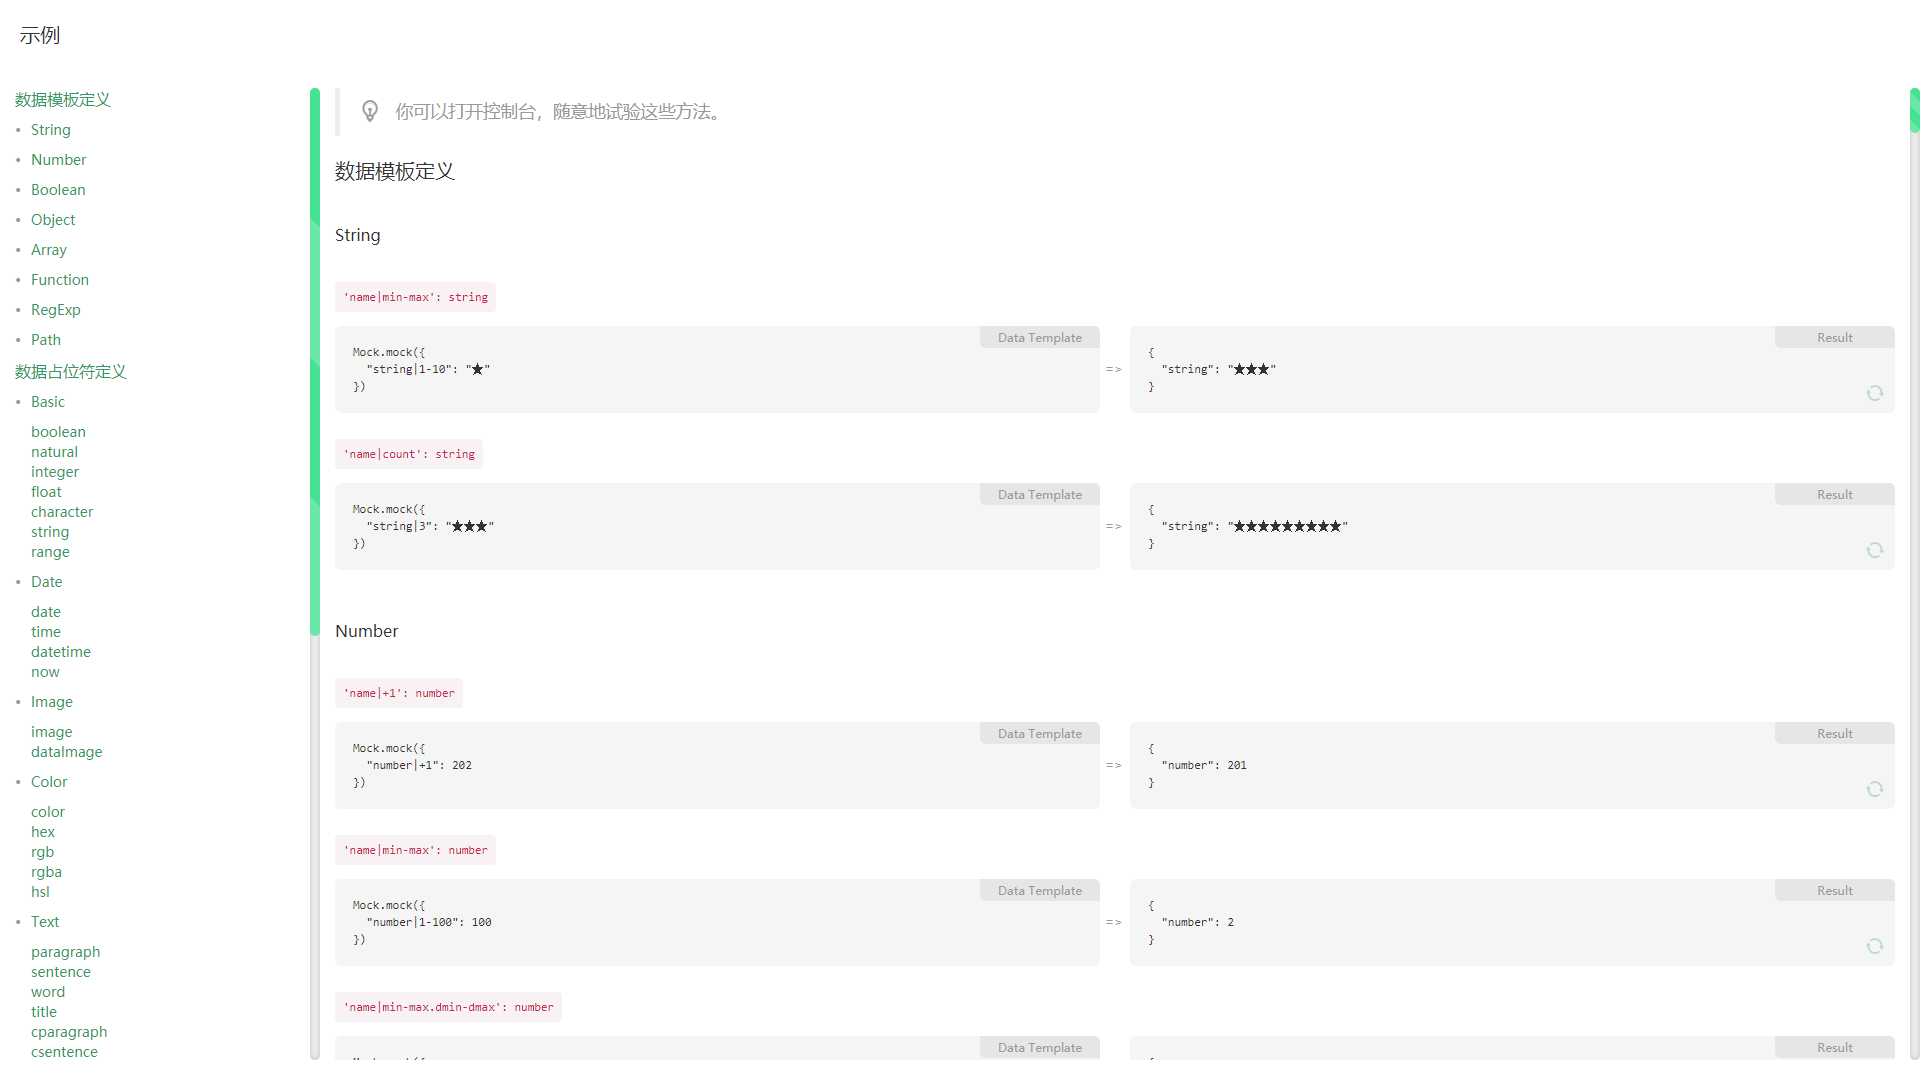 示例
数据模板定义
• String
• Number
• Boolean
• Object
• Array
• Function
• RegExp
• Path
数据占位符定义
• Basic
boolean
natural
integer
float
character
string
range
• Date
date
time
datetime
now
• Image
image
dataImage
• Color
color
hex
rgb
rgba
hsl
• Text
paragraph
sentence
word
title
cparagraph
csentence
你可以打开控制台，随意地试验这些方法。
数据模板定义
String
'name|min-max': string
Data Template
Mock.mock({
"string|1-10": "★"
})
=>
Result
{
"string": "★★★"
}
'name|count': string
Data Template
Mock.mock({
"string|3": "★★★"
})
=>
Result
{
"string": "★★★★★★★★★"
}
Number
'name|+1': number
Data Template
Mock.mock({
"number|+1": 202
})
=>
Result
{
"number": 201
}
'name|min-max': number
Data Template
Mock.mock({
"number|1-100": 100
})
=>
Result
{
"number": 2
}
'name|min-max.dmin-dmax': number
Data Template
Result